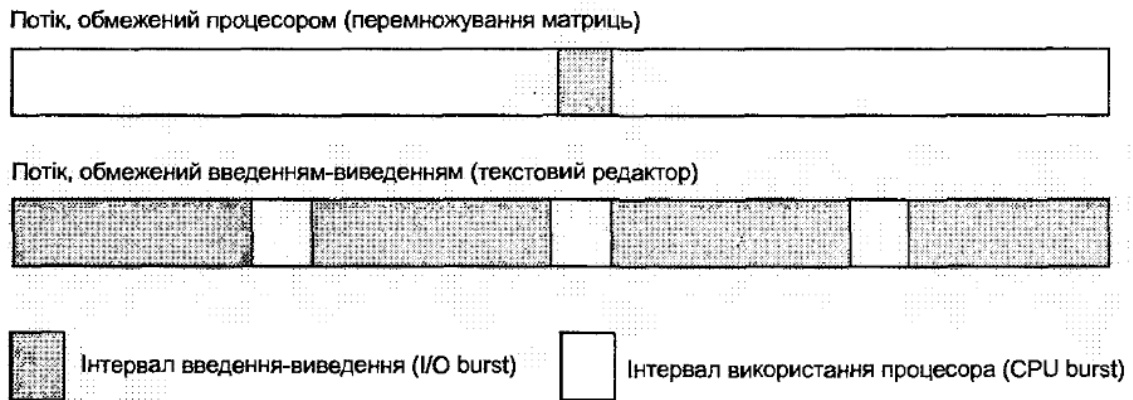 Потік, обмежений процесором (перемножування матриць)
Потік, обмежений введенням-виведенням (текстовий редактор)
Інтервал введення-виведення (I/O burst)
Інтервал використання процесора (CPU burst)